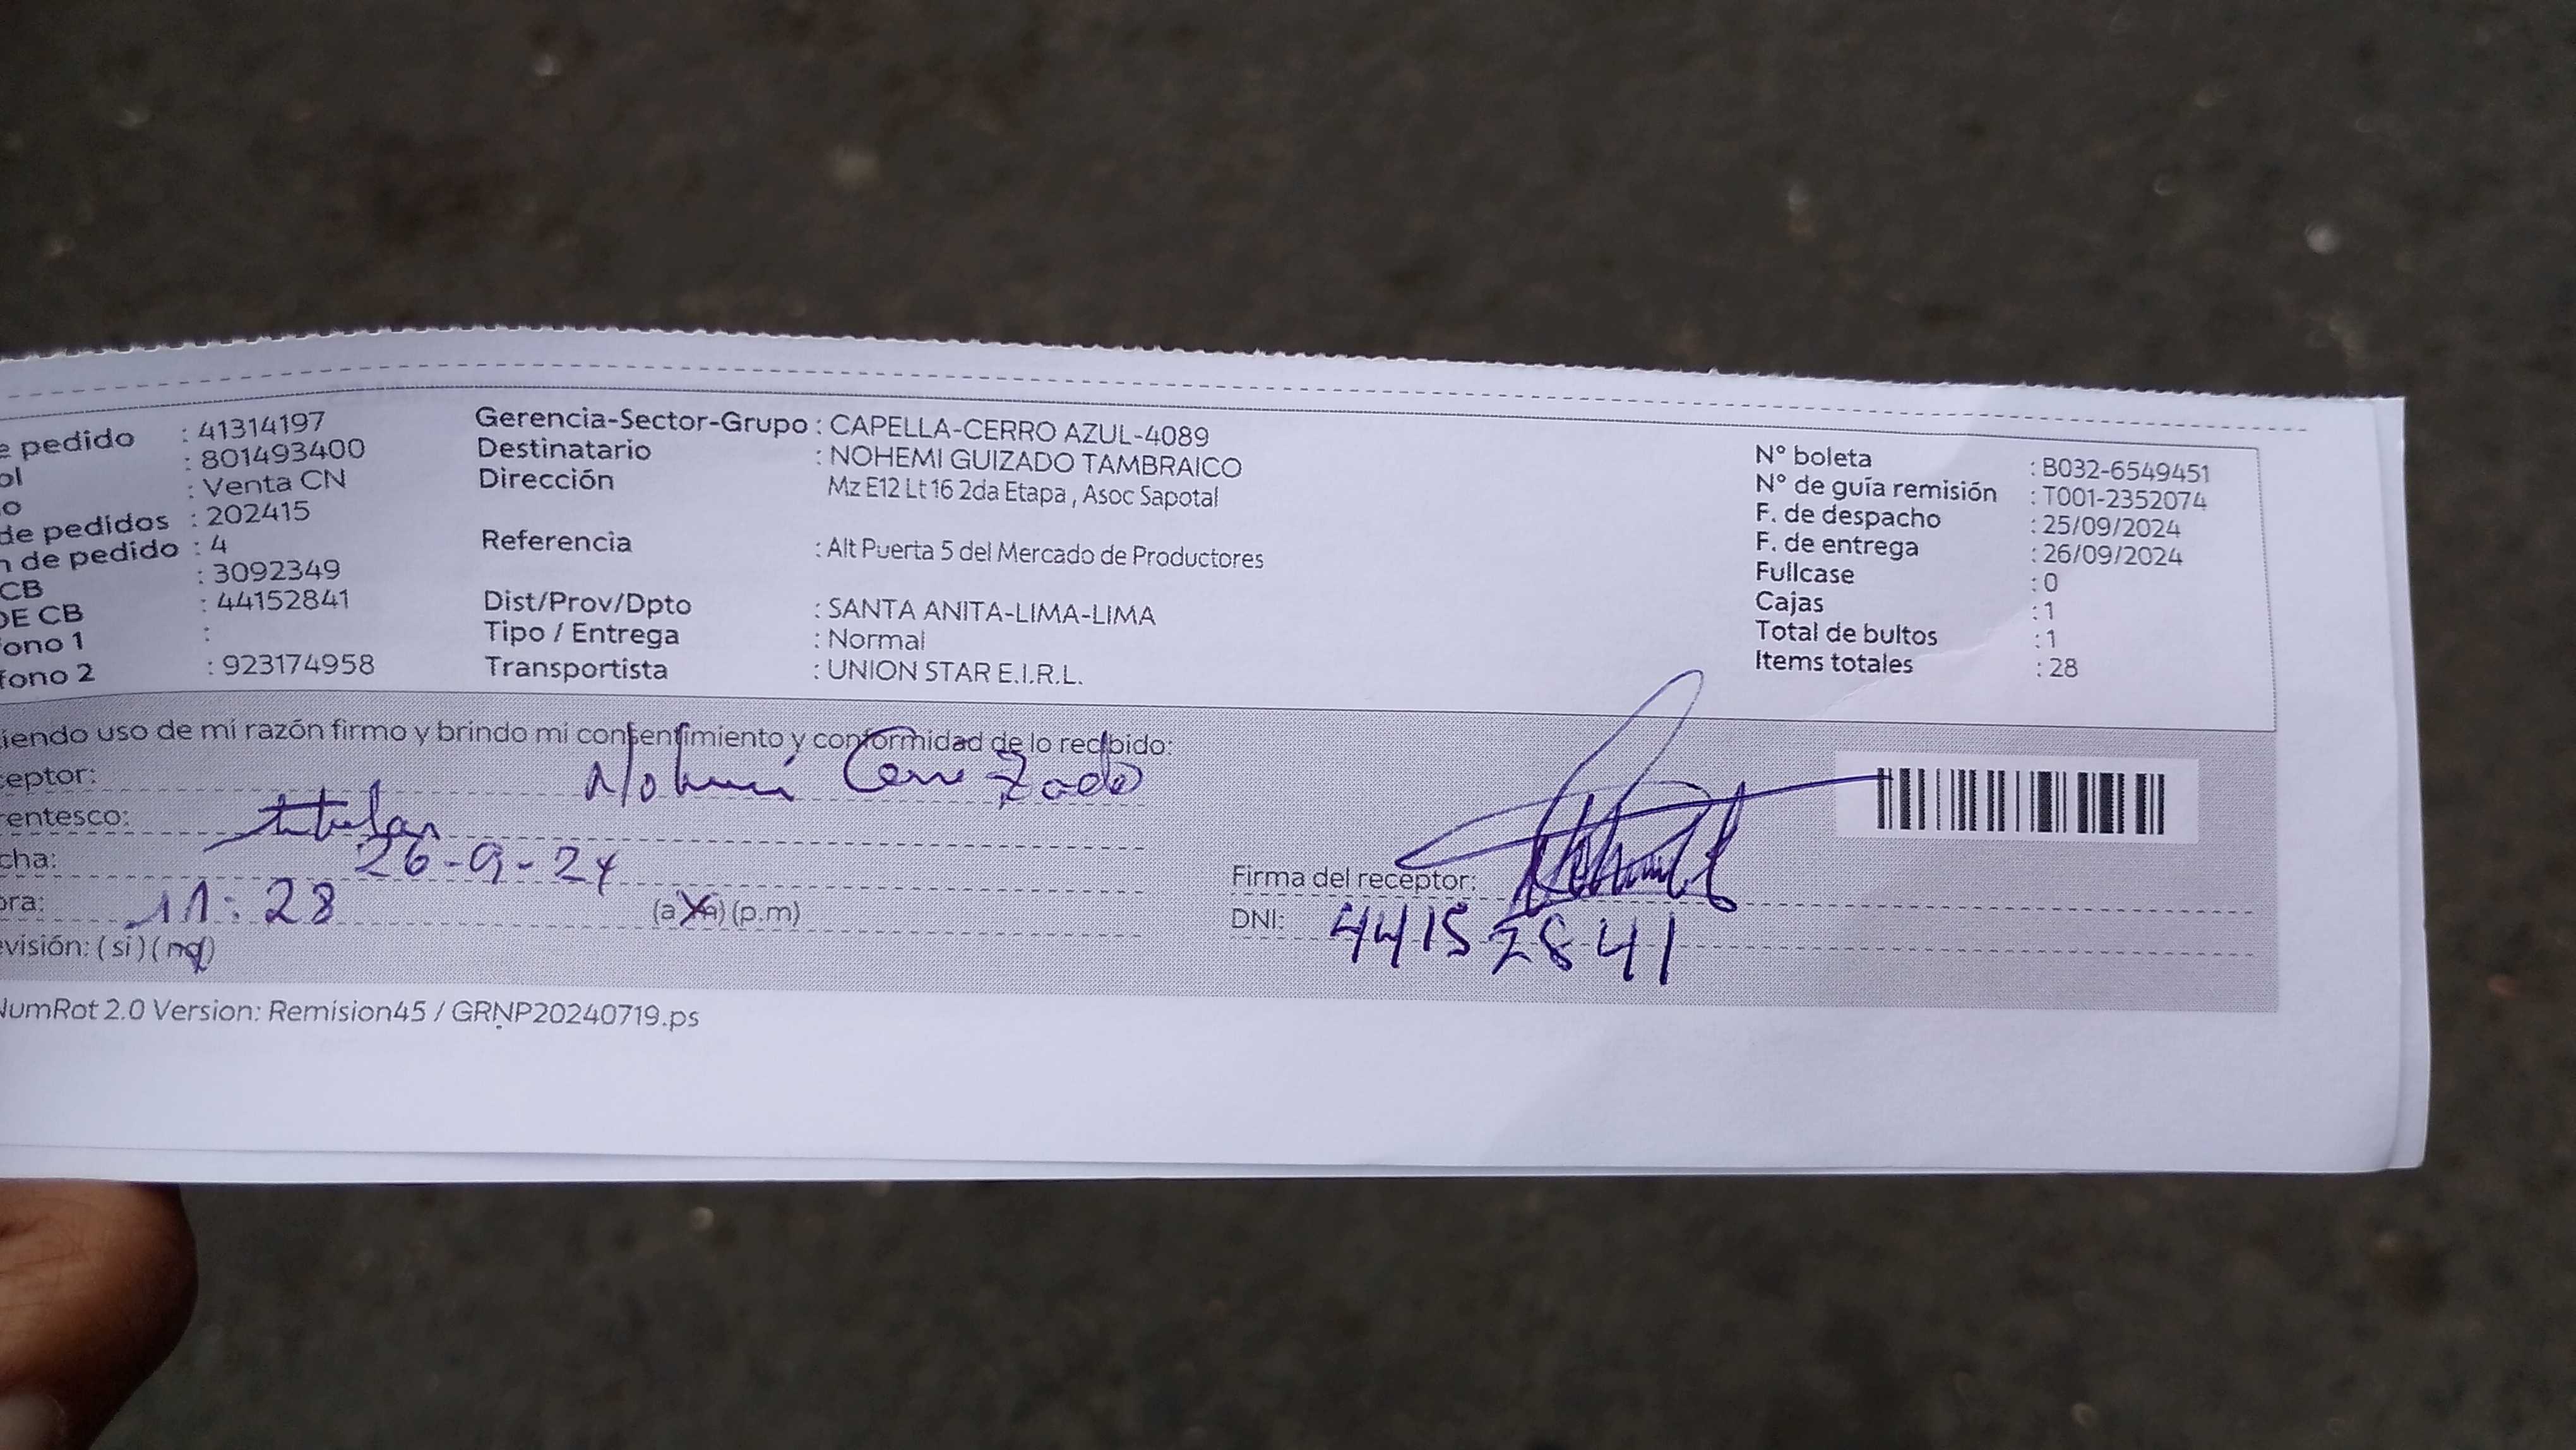 e pedido : 41314197
ol : 801493400
o : Venta CN
de pedidos : 202415
n de pedido : 4
CB : 3092349
DE CB : 44152841
fono 1 :
fono 2 : 923174958
Gerencia-Sector-Grupo : CAPELLA-CERRO AZUL-4089
Destinatario : NOHEMI GUIZADO TAMBRAICO
Dirección Mz E12 Lt 16 2da Etapa , Asoc Sapotal
Referencia : Alt Puerta 5 del Mercado de Productores
Dist/Prov/Dpto : SANTA ANITA-LIMA-LIMA
Tipo / Entrega : Normal
Transportista : UNION STAR E.I.R.L.
N° boleta : B032-6549451
N° de guía remisión : T001-2352074
F. de despacho : 25/09/2024
F. de entrega : 26/09/2024
Fullcase : 0
Cajas : 1
Total de bultos : 1
Items totales : 28
iendo uso de mi razón firmo y brindo mi consentimiento y conformidad de lo recibido:
ceptor: Nohemí
rentesco: titular
cha: 26-9-24
ora: 11:28 (a.m) (p.m)
evisión: (si) (no)
Firma del receptor:
DNI: 44152841
NumRot 2.0 Version: Remision45 / GRNP20240719.ps